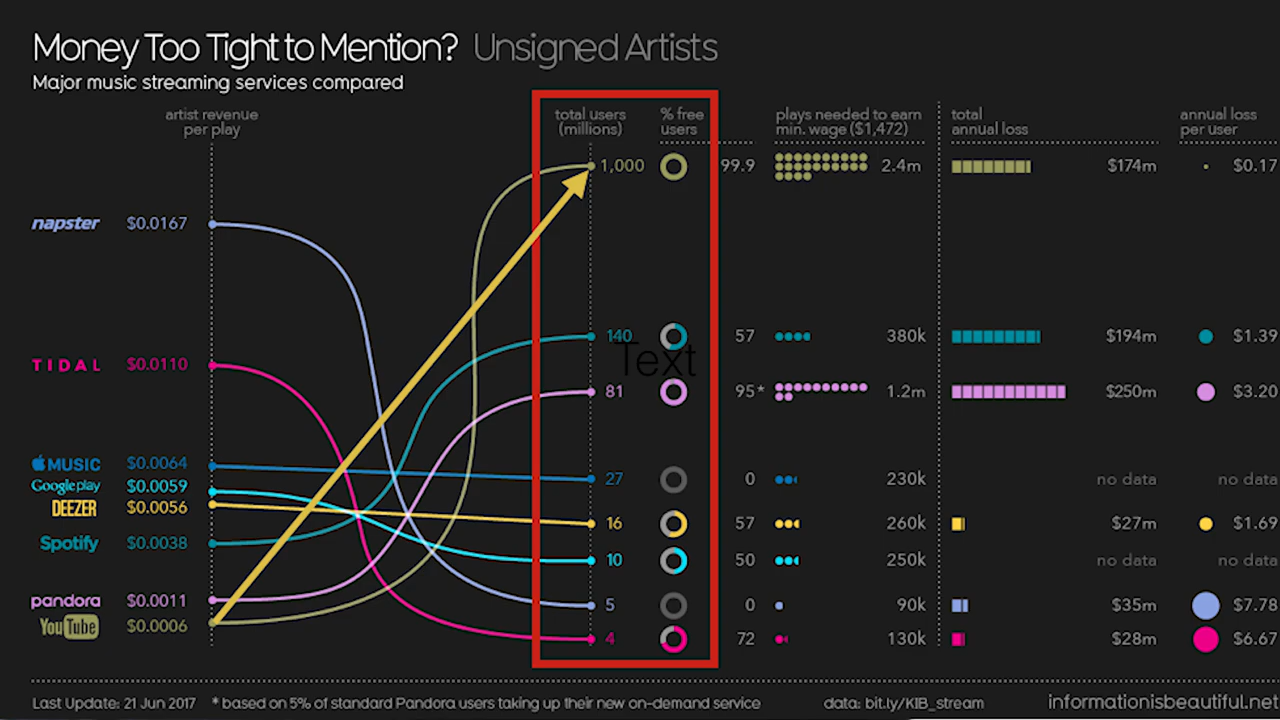 Money Too Tight to Mention? Unsigned Artists
Major music streaming services compared
artist revenue per play
total users (millions)
% free users
plays needed to earn min. wage ($1,472)
total annual loss
annual loss per user
1,000 99.9 2.4m $174m $0.17
napster $0.0167
140 57 380k $194m $1.39
Text
TIDAL $0.0110
81 95* 1.2m $250m $3.20
MUSIC $0.0064
27 0 230k no data no data
Google play $0.0059
DEEZER $0.0056
16 57 260k $27m $1.69
Spotify $0.0038
10 50 250k no data no data
pandora $0.0011
5 0 90k $35m $7.78
YouTube $0.0006
4 72 130k $28m $6.67
Last Update: 21 Jun 2017 * based on 5% of standard Pandora users taking up their new on-demand service data: bit.ly/KIB_stream informationisbeautiful.net